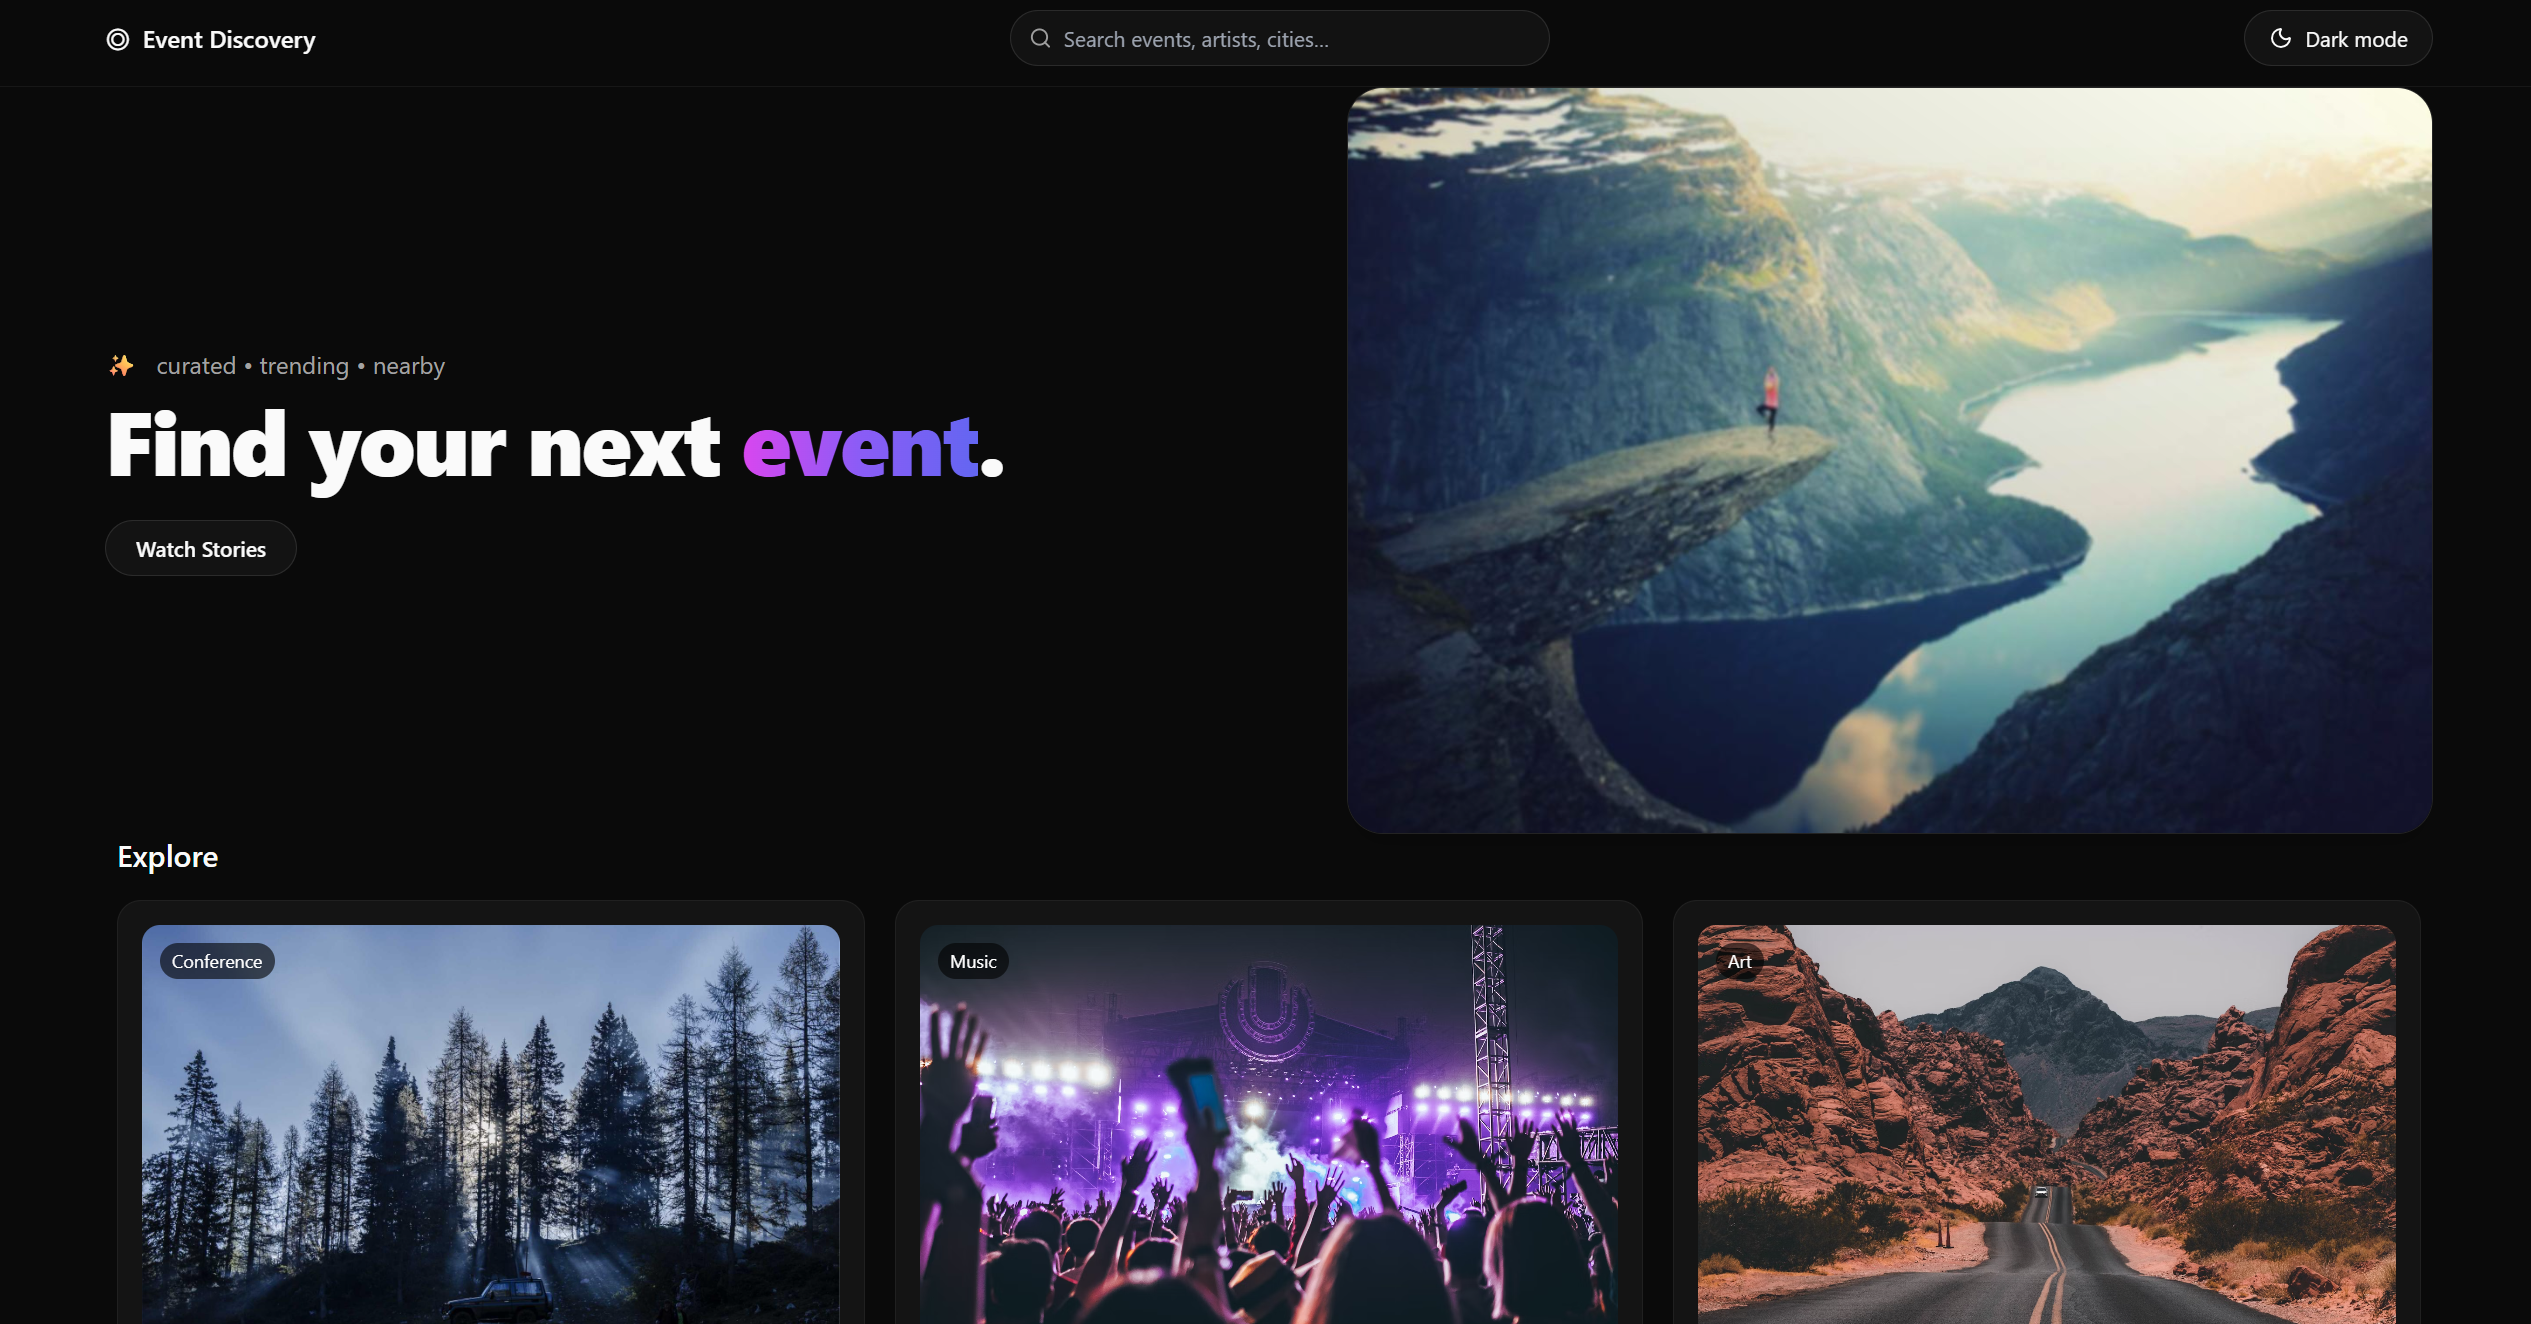 Event Discovery
Search events, artists, cities...
Dark mode
✨ curated • trending • nearby
Find your next event.
Watch Stories
Explore
Conference
Music
Art